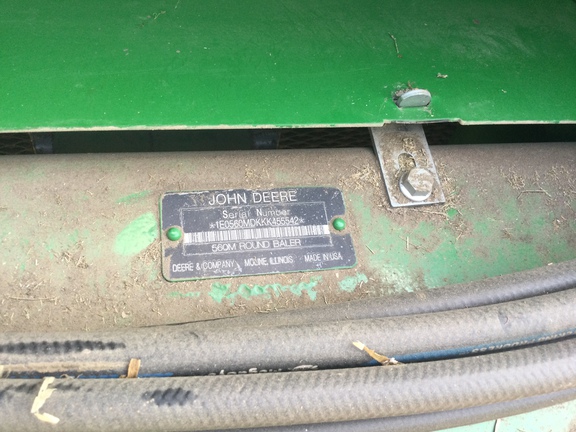 JOHN DEERE
Serial Number
*1E0560MDKKK455542*
560M ROUND BALER
DEERE & COMPANY MOLINE, ILLINOIS MADE IN USA